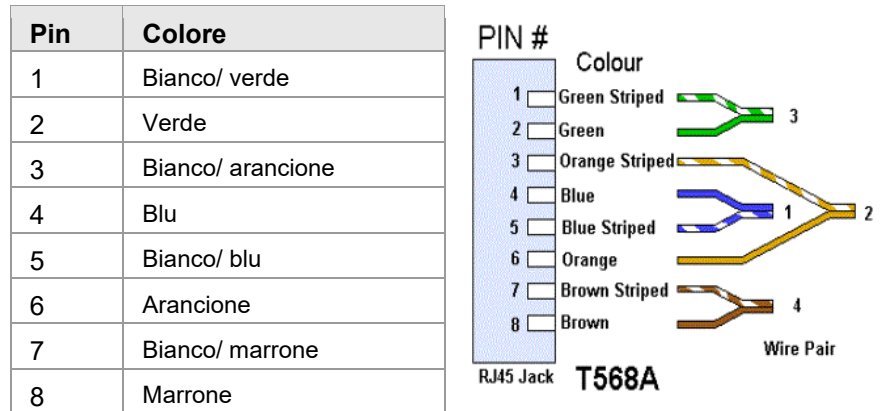 Pin Colore
1 Bianco/ verde
2 Verde
3 Bianco/ arancione
4 Blu
5 Bianco/ blu
6 Arancione
7 Bianco/ marrone
8 Marrone
PIN #
Colour
1 Green Striped
3
2 Green
3 Orange Striped
4 Blue
1 2
5 Blue Striped
6 Orange
7 Brown Striped
4
8 Brown
Wire Pair
RJ45 Jack T568A